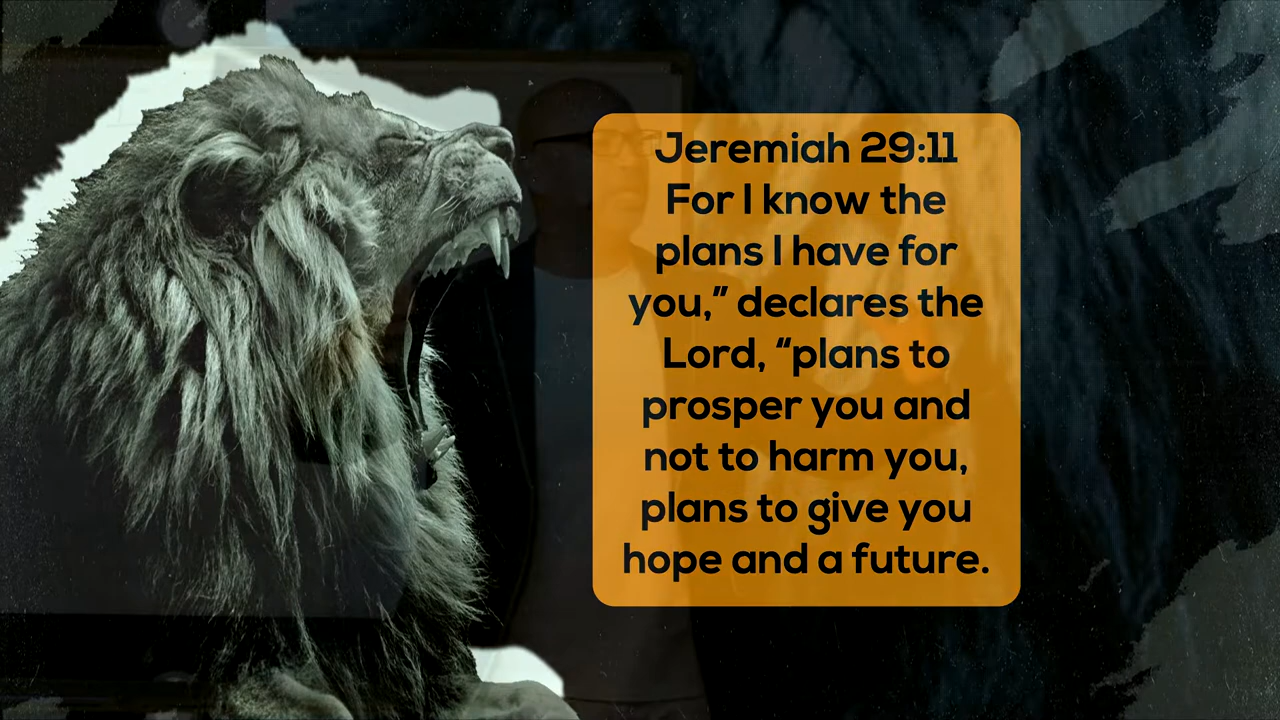 Jeremiah 29:11
For I know the
plans I have for
you,” declares the
Lord, “plans to
prosper you and
not to harm you,
plans to give you
hope and a future.